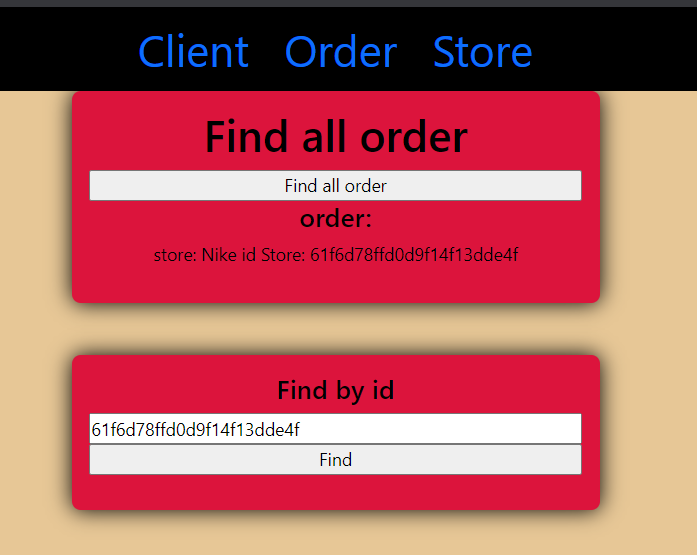 Client Order Store
Find all order
Find all order
order:
store: Nike id Store: 61f6d78ffd0d9f14f13dde4f
Find by id
61f6d78ffd0d9f14f13dde4f
Find